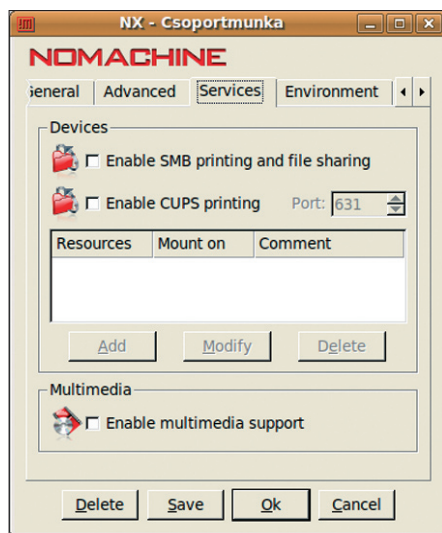 NX - Csoportmunka
NOMACHINE
General Advanced Services Environment
Devices
Enable SMB printing and file sharing
Enable CUPS printing Port: 631
Resources Mount on Comment
Add Modify Delete
Multimedia
Enable multimedia support
Delete Save Ok Cancel